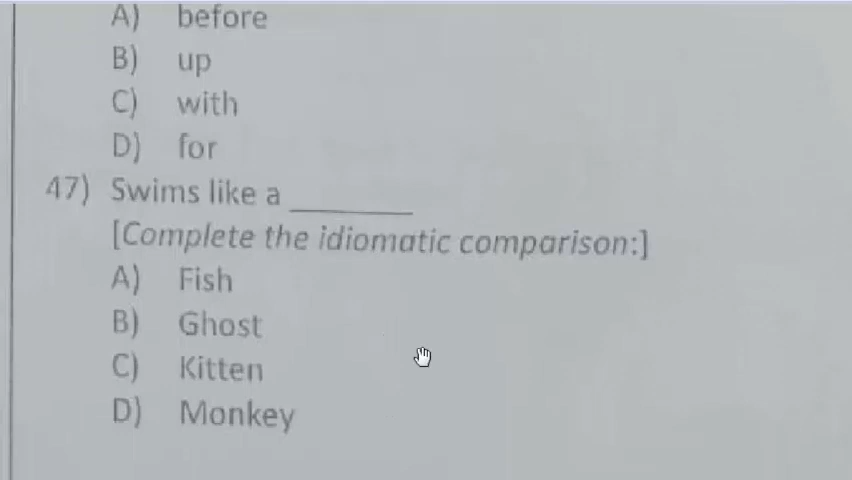 A) before
B) up
C) with
D) for
47) Swims like a ________
[Complete the idiomatic comparison:]
A) Fish
B) Ghost
C) Kitten
D) Monkey